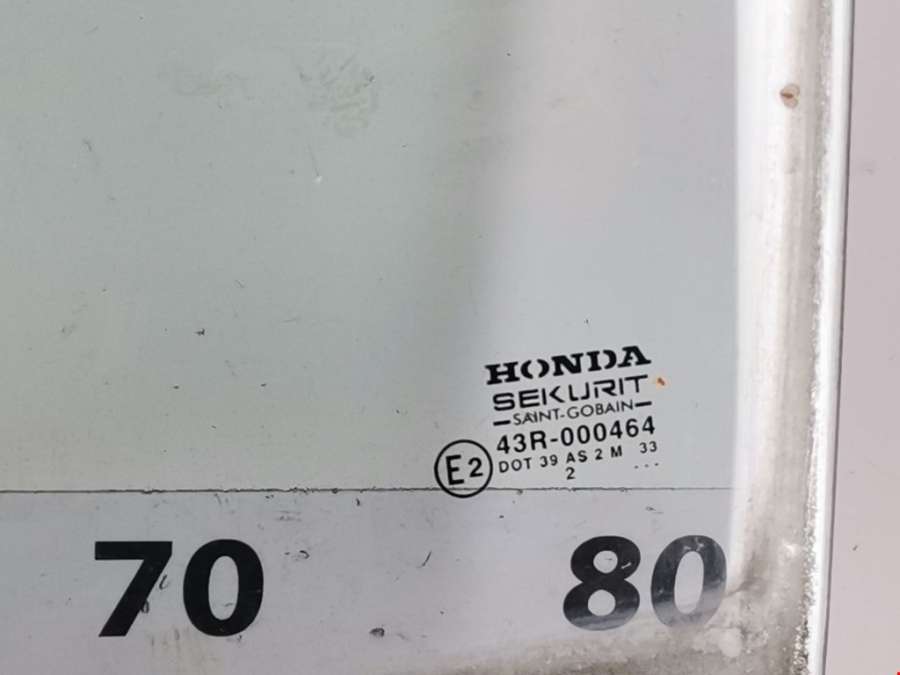 HONDA
SEKURIT
SAINT-GOBAIN
43R-000464
E2
DOT 39 AS 2 M 33
2 ...
70 80